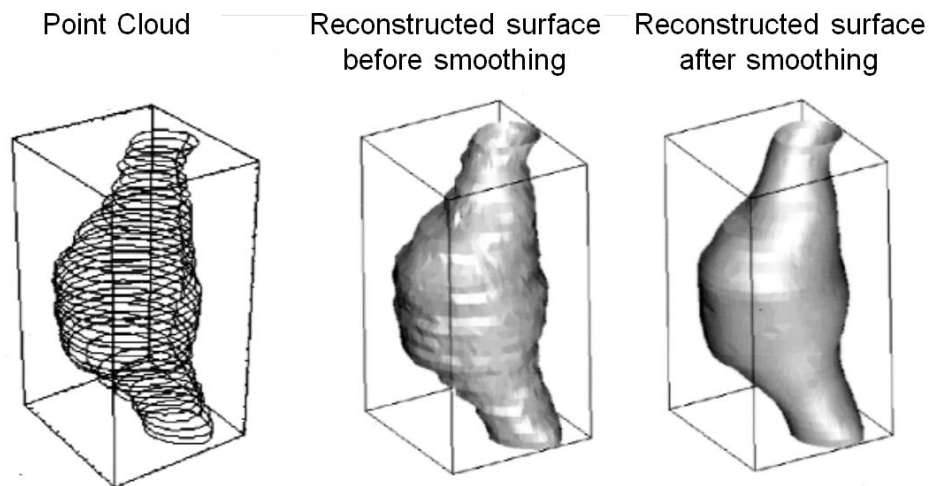 Point Cloud
Reconstructed surface
before smoothing
Reconstructed surface
after smoothing